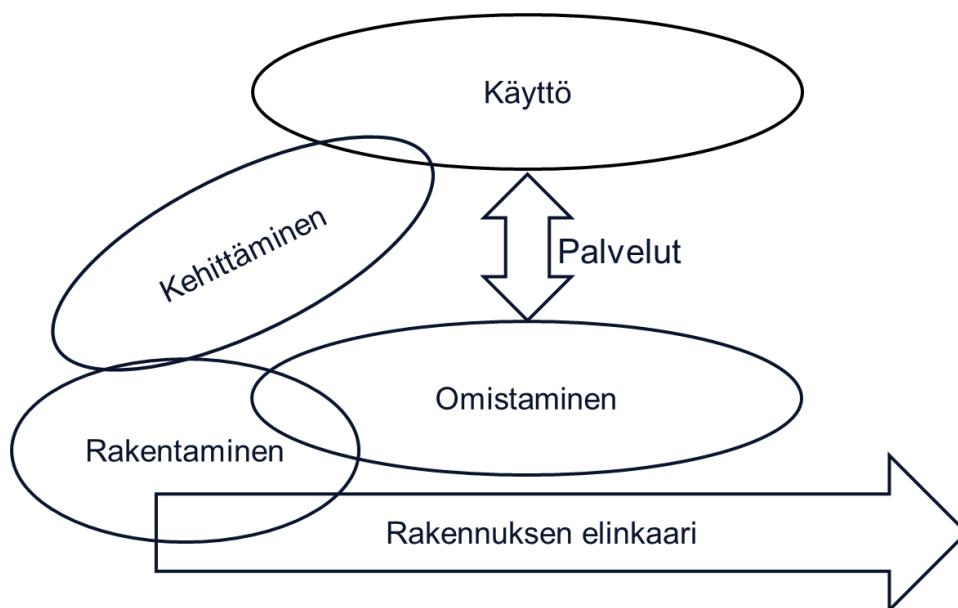 Käyttö
Kehittäminen
Palvelut
Omistaminen
Rakentaminen
Rakennuksen elinkaari